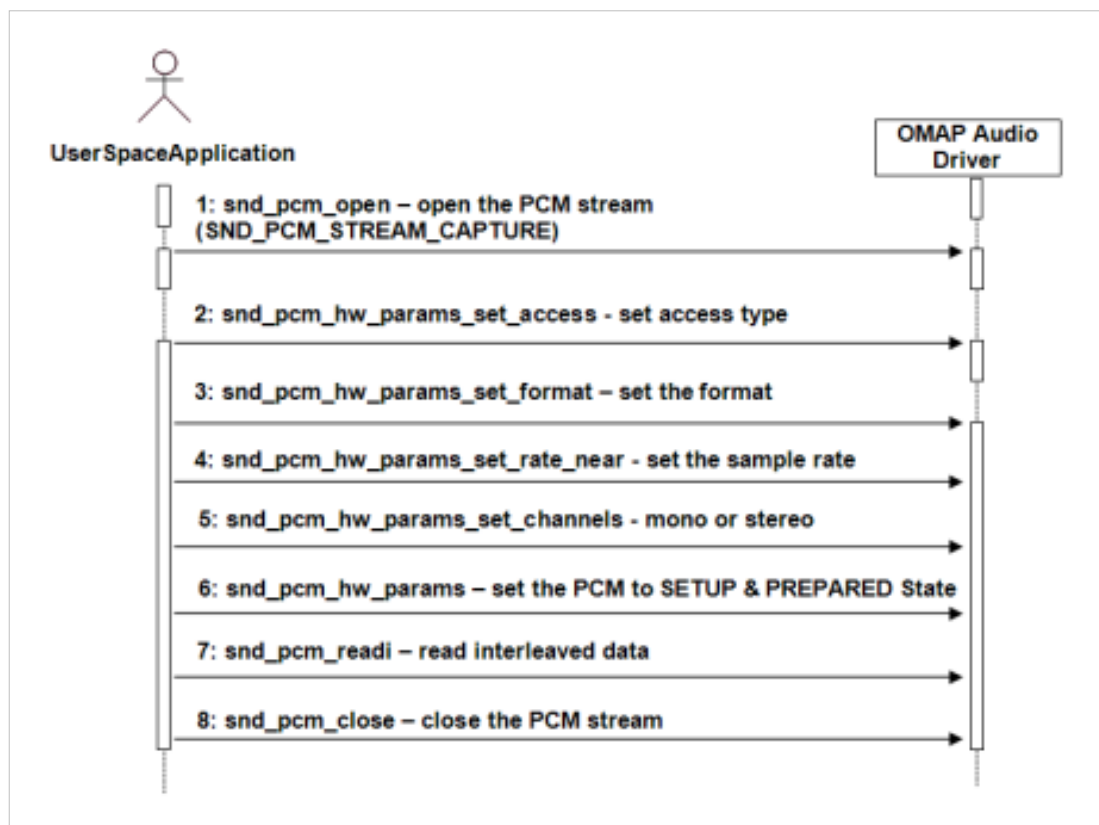 UserSpaceApplication
OMAP Audio
Driver
1: snd_pcm_open – open the PCM stream
(SND_PCM_STREAM_CAPTURE)
2: snd_pcm_hw_params_set_access - set access type
3: snd_pcm_hw_params_set_format – set the format
4: snd_pcm_hw_params_set_rate_near - set the sample rate
5: snd_pcm_hw_params_set_channels - mono or stereo
6: snd_pcm_hw_params – set the PCM to SETUP & PREPARED State
7: snd_pcm_readi – read interleaved data
8: snd_pcm_close – close the PCM stream